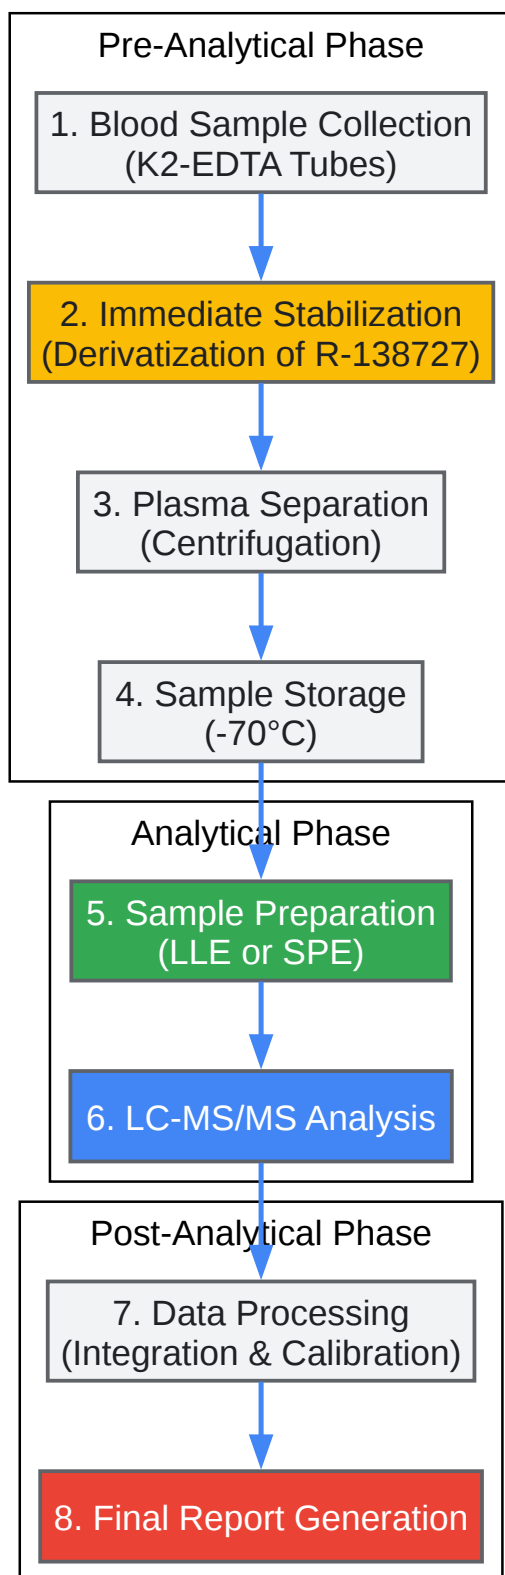 Pre-Analytical Phase
1. Blood Sample Collection
(K2-EDTA Tubes)
2. Immediate Stabilization
(Derivatization of R-138727)
3. Plasma Separation
(Centrifugation)
4. Sample Storage
(-70°C)
Analytical Phase
5. Sample Preparation
(LLE or SPE)
6. LC-MS/MS Analysis
Post-Analytical Phase
7. Data Processing
(Integration & Calibration)
8. Final Report Generation